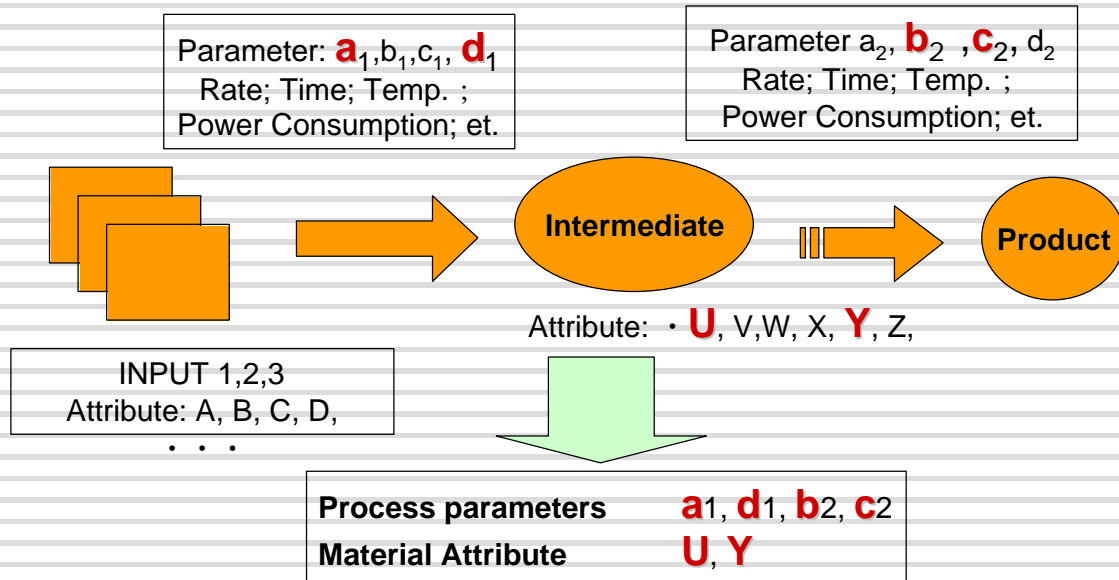 Parameter: a1,b1,c1, d1
Rate; Time; Temp. ;
Power Consumption; et.
Parameter a2, b2 ,c2, d2
Rate; Time; Temp. ;
Power Consumption; et.
Intermediate
Product
Attribute: ・U, V,W, X, Y, Z,
INPUT 1,2,3
Attribute: A, B, C, D,
・・・
Process parameters a1, d1, b2, c2
Material Attribute U, Y